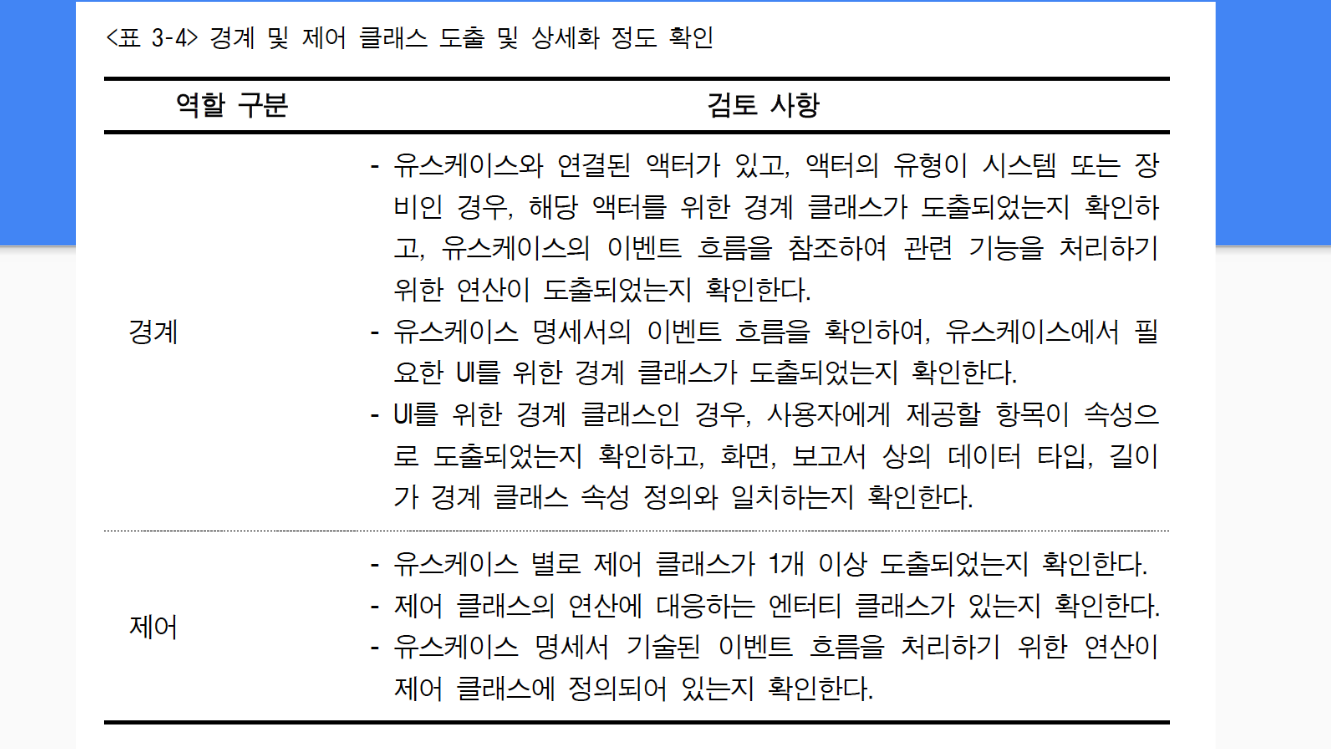 <표 3-4> 경계 및 제어 클래스 도출 및 상세화 정도 확인
역할 구분 검토 사항
경계
- 유스케이스와 연결된 액터가 있고, 액터의 유형이 시스템 또는 장
비인 경우, 해당 액터를 위한 경계 클래스가 도출되었는지 확인하
고, 유스케이스의 이벤트 흐름을 참조하여 관련 기능을 처리하기
위한 연산이 도출되었는지 확인한다.
- 유스케이스 명세서의 이벤트 흐름을 확인하여, 유스케이스에서 필
요한 UI를 위한 경계 클래스가 도출되었는지 확인한다.
- UI를 위한 경계 클래스인 경우, 사용자에게 제공할 항목이 속성으
로 도출되었는지 확인하고, 화면, 보고서 상의 데이터 타입, 길이
가 경계 클래스 속성 정의와 일치하는지 확인한다.
제어
- 유스케이스 별로 제어 클래스가 1개 이상 도출되었는지 확인한다.
- 제어 클래스의 연산에 대응하는 엔터티 클래스가 있는지 확인한다.
- 유스케이스 명세서 기술된 이벤트 흐름을 처리하기 위한 연산이
제어 클래스에 정의되어 있는지 확인한다.